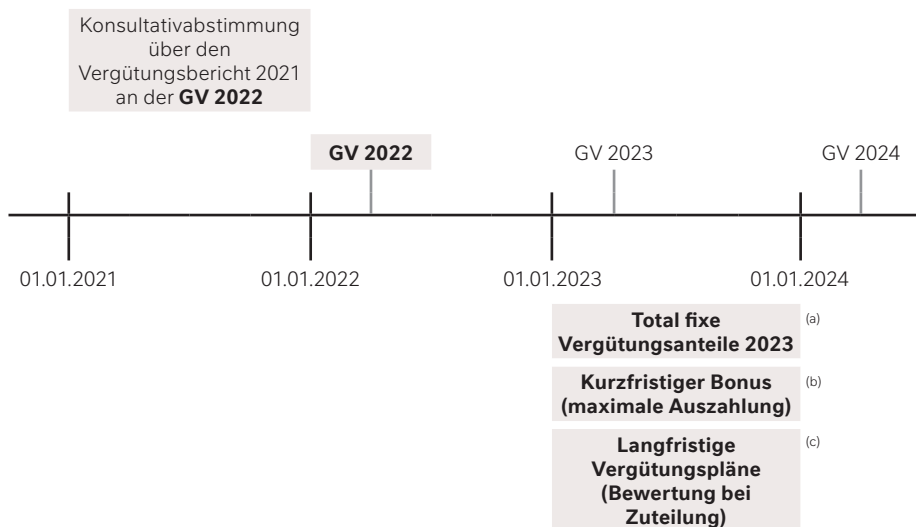 Konsultativabstimmung
über den
Vergütungsbericht 2021
an der GV 2022
GV 2022
GV 2023
GV 2024
01.01.2021
01.01.2022
01.01.2023
01.01.2024
Total fixe
Vergütungsanteile 2023
(a)
Kurzfristiger Bonus
(maximale Auszahlung)
(b)
Langfristige
Vergütungspläne
(Bewertung bei
Zuteilung)
(c)